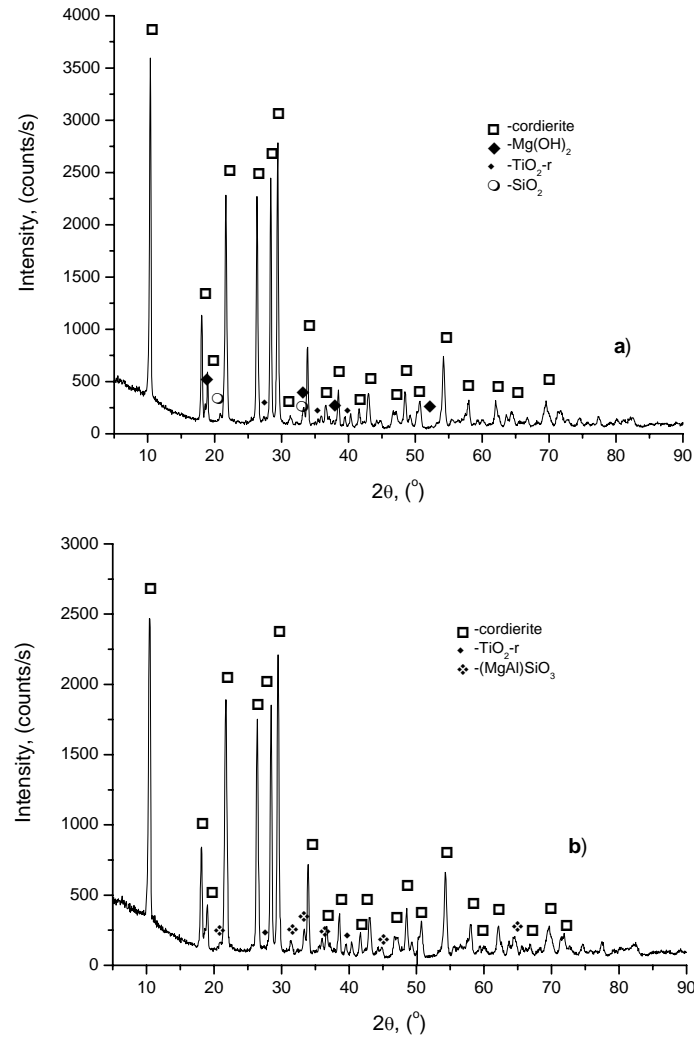 4000
3500
3000
2500
2000
1500
1000
500
0
Intensity, (counts/s)
-cordierite
-Mg(OH)₂
-TiO₂-r
-SiO₂
a)
10 20 30 40 50 60 70 80 90
2θ, (°)
3000
2500
2000
1500
1000
500
0
Intensity, (counts/s)
-cordierite
-TiO₂-r
-(MgAl)SiO₃
b)
10 20 30 40 50 60 70 80 90
2θ, (°)